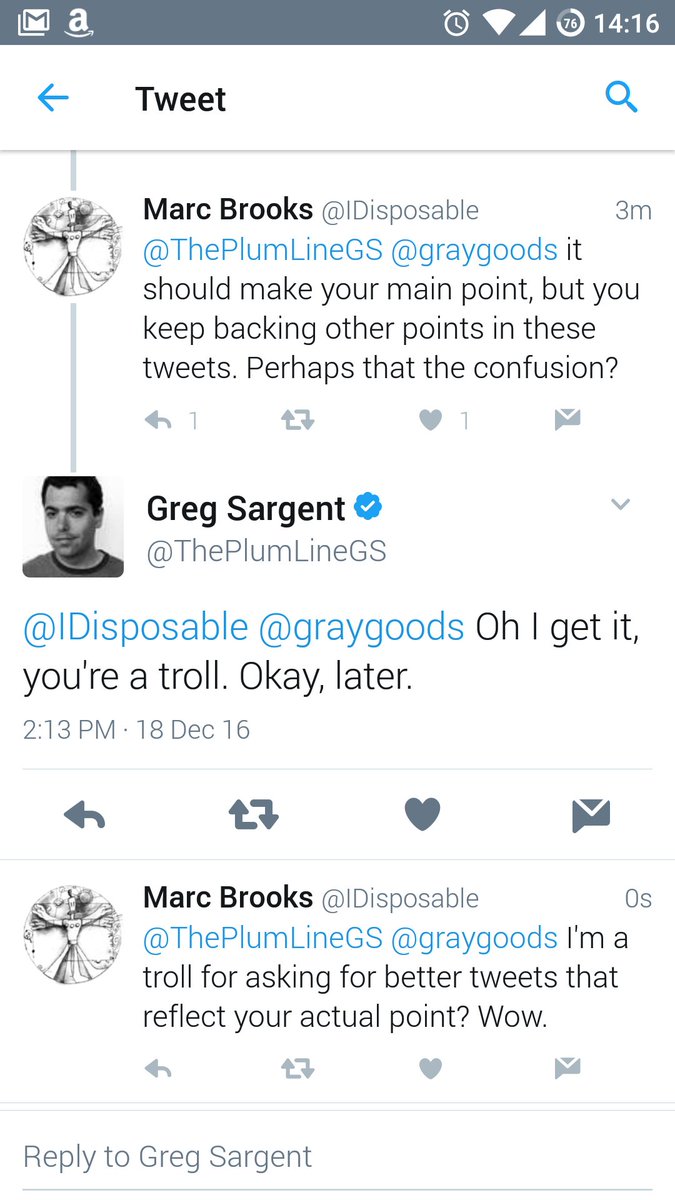 76 14:16
Tweet
Marc Brooks @IDisposable 3m
@ThePlumLineGS @graygoods it
should make your main point, but you
keep backing other points in these
tweets. Perhaps that the confusion?
1 1
Greg Sargent
@ThePlumLineGS
@IDisposable @graygoods Oh I get it,
you're a troll. Okay, later.
2:13 PM · 18 Dec 16
Marc Brooks @IDisposable 0s
@ThePlumLineGS @graygoods I'm a
troll for asking for better tweets that
reflect your actual point? Wow.
Reply to Greg Sargent